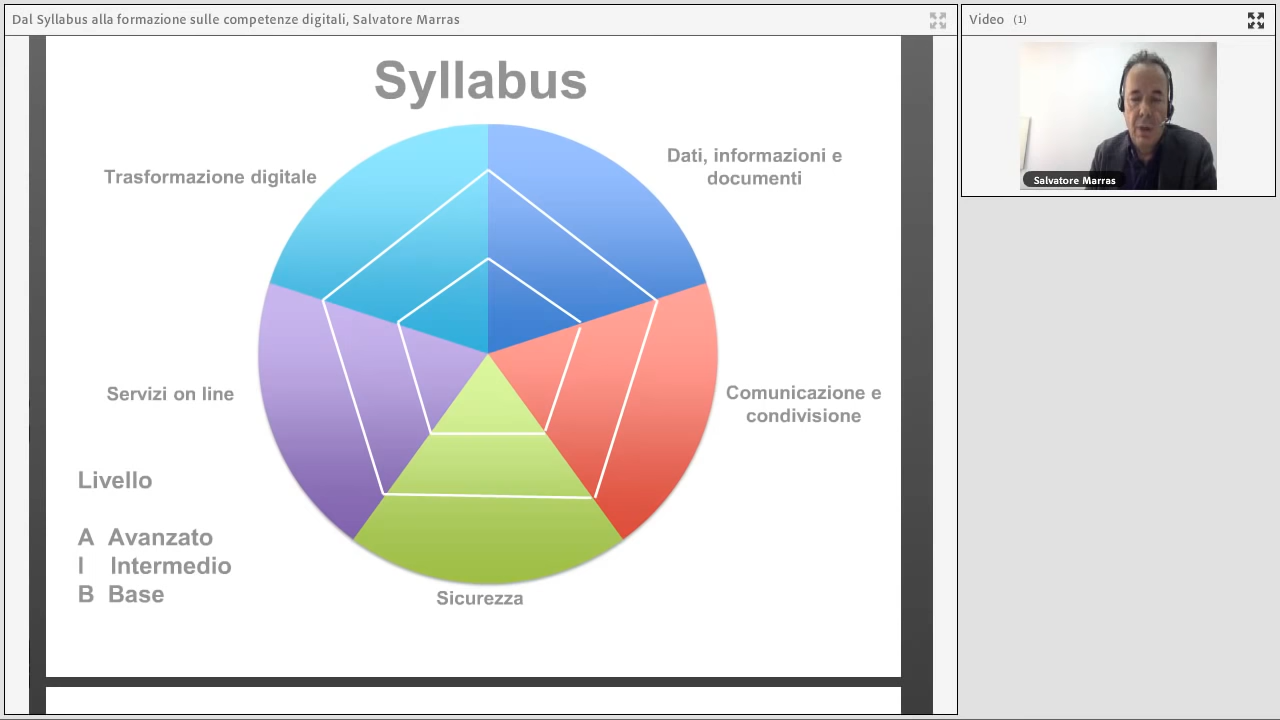 Dal Syllabus alla formazione sulle competenze digitali, Salvatore Marras
Video (1)
Syllabus
Dati, informazioni e
documenti
Trasformazione digitale
Comunicazione e
condivisione
Servizi on line
Livello
A Avanzato
I Intermedio
B Base
Sicurezza
Salvatore Marras